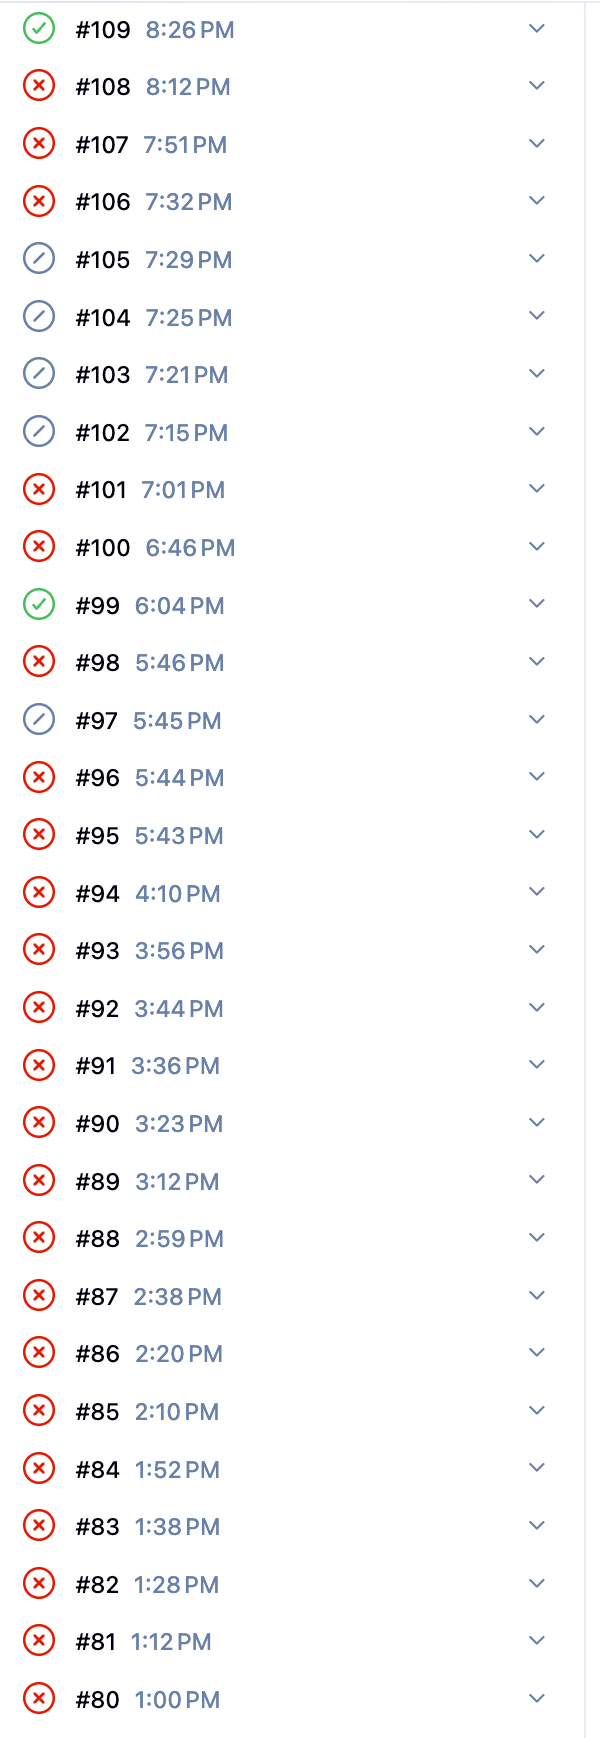 #109 8:26 PM
#108 8:12 PM
#107 7:51 PM
#106 7:32 PM
#105 7:29 PM
#104 7:25 PM
#103 7:21 PM
#102 7:15 PM
#101 7:01 PM
#100 6:46 PM
#99 6:04 PM
#98 5:46 PM
#97 5:45 PM
#96 5:44 PM
#95 5:43 PM
#94 4:10 PM
#93 3:56 PM
#92 3:44 PM
#91 3:36 PM
#90 3:23 PM
#89 3:12 PM
#88 2:59 PM
#87 2:38 PM
#86 2:20 PM
#85 2:10 PM
#84 1:52 PM
#83 1:38 PM
#82 1:28 PM
#81 1:12 PM
#80 1:00 PM